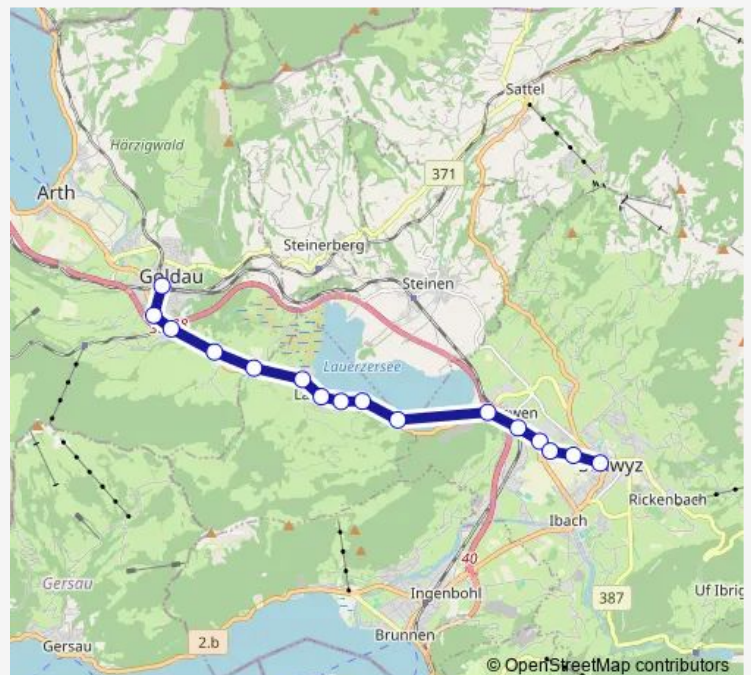 Sattel
Hörzigwald
371
Arth
Steinerberg
Goldau
Steinen
Lauerzersee
Rickenbach
Ibach
40
Gersau
Ingenbohl
387
Uf Ibrig
2.b
Brunnen
Gersau
© OpenStreetMap contributors